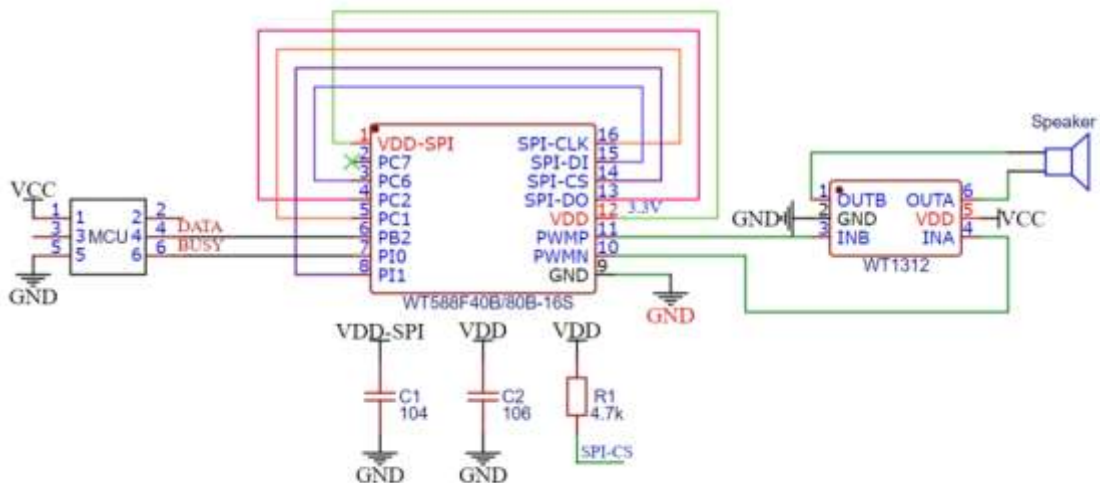 Speaker
1 VDD-SPI SPI-CLK 16
2 PC7 SPI-DI 15
3 PC6 SPI-CS 14
4 PC2 SPI-DO 13
5 PC1 VDD 12 3.3V
6 PB2 PWMP 11
7 PI0 PWMN 10
8 PI1 GND 9
WT588F40B/80B-16S
GND
VCC
1 1 2 2
3 3 MCU 4 4 DATA
5 5 6 6 BUSY
GND
1 OUTB OUTA 6
GND 2 GND VDD 5 VCC
3 INB INA 4
WT1312
VDD-SPI VDD VDD
C1 C2 R1
104 106 4.7k
GND GND SPI-CS